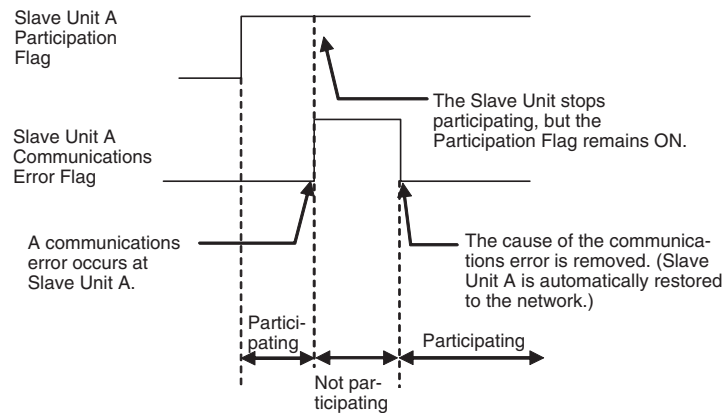 Slave Unit A
Participation
Flag
The Slave Unit stops
participating, but the
Participation Flag remains ON.
Slave Unit A
Communications
Error Flag
A communications
error occurs at
Slave Unit A.
The cause of the communica-
tions error is removed. (Slave
Unit A is automatically restored
to the network.)
Partici-
pating
Not par-
ticipating
Participating